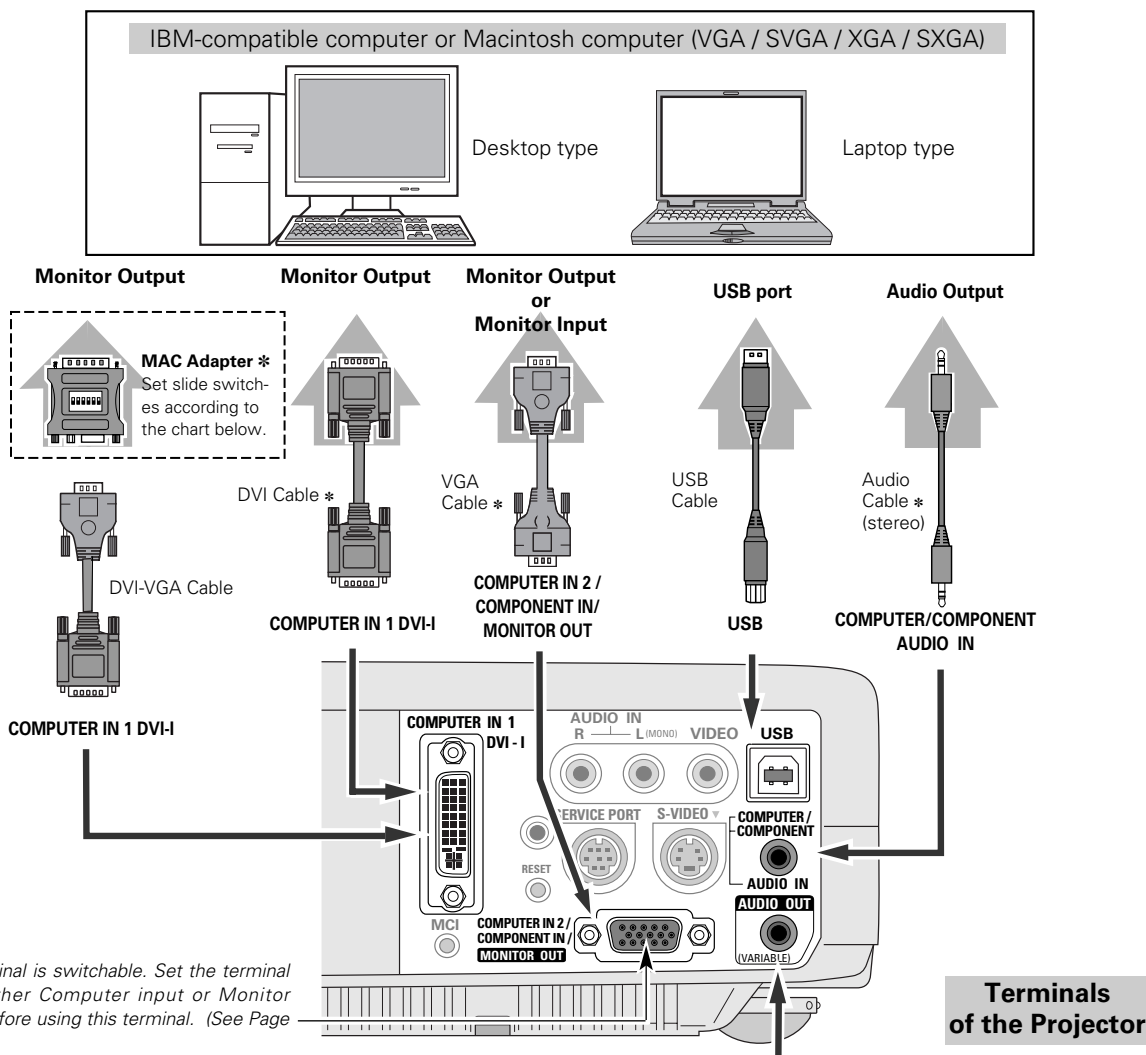 IBM-compatible computer or Macintosh computer (VGA / SVGA / XGA / SXGA)
Desktop type
Laptop type
Monitor Output
Monitor Output
Monitor Output
or
Monitor Input
USB port
Audio Output
MAC Adapter ✻
Set slide switch-
es according to
the chart below.
DVI Cable ✻
VGA
Cable ✻
USB
Cable
Audio
Cable ✻
(stereo)
DVI-VGA Cable
COMPUTER IN 1 DVI-I
COMPUTER IN 1 DVI-I
COMPUTER IN 2 /
COMPONENT IN/
MONITOR OUT
USB
COMPUTER/COMPONENT
AUDIO IN
COMPUTER IN 1
DVI - I
AUDIO IN
R L (MONO) VIDEO
USB
SERVICE PORT
S-VIDEO ▼
COMPUTER /
COMPONENT
AUDIO IN
RESET
MCI
COMPUTER IN 2 /
COMPONENT IN /
MONITOR OUT
AUDIO OUT
(VARIABLE)
is switchable. Set the terminal
Computer input or Monitor
before using this terminal. (See Page
Terminals
of the Projector